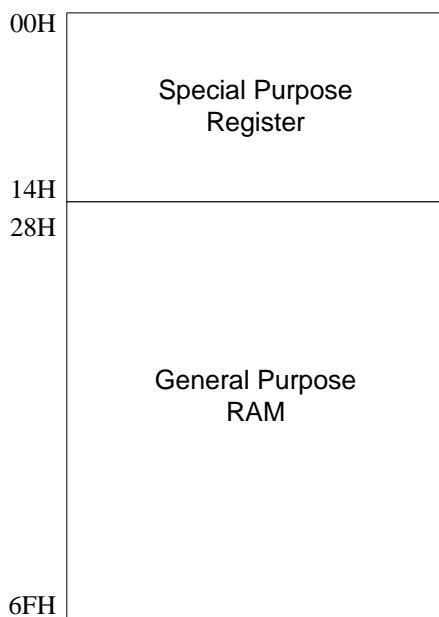 00H
Special Purpose
Register
14H
28H
General Purpose
RAM
6FH